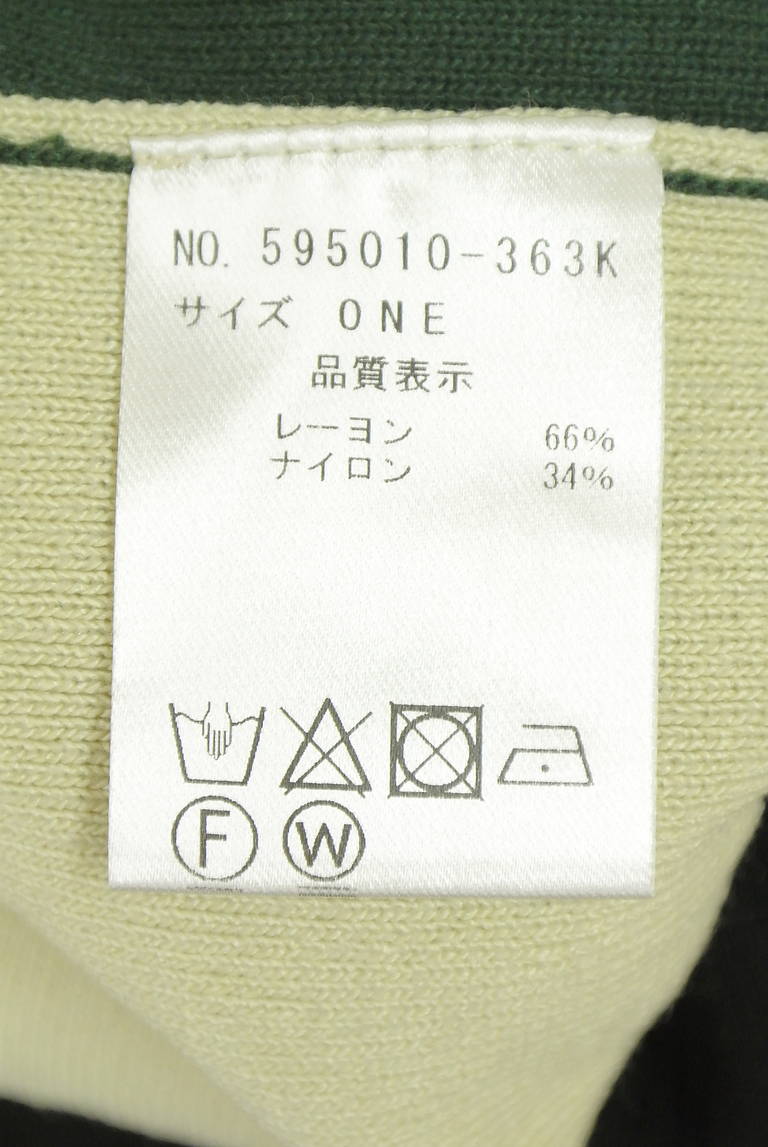 NO. 595010-363K
サイズ ONE
品質表示
レーヨン 66%
ナイロン 34%
F W